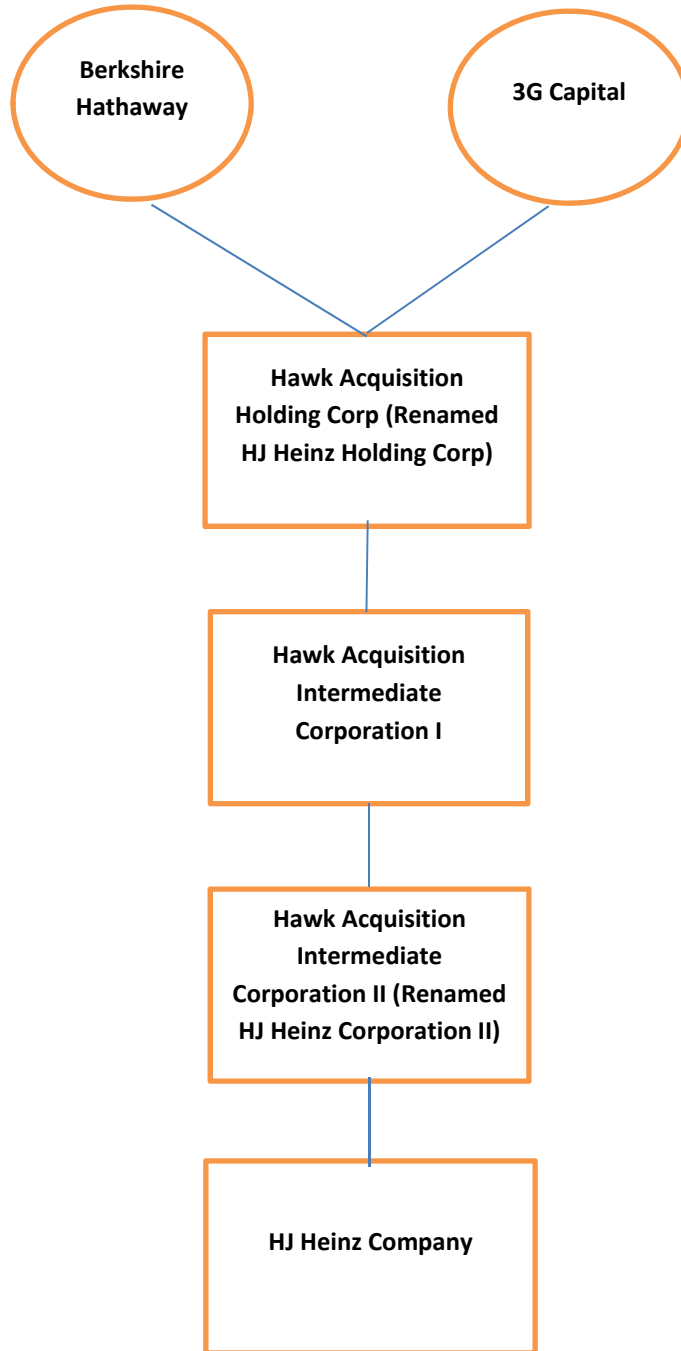 Berkshire
Hathaway
3G Capital
Hawk Acquisition
Holding Corp (Renamed
HJ Heinz Holding Corp)
Hawk Acquisition
Intermediate
Corporation I
Hawk Acquisition
Intermediate
Corporation II (Renamed
HJ Heinz Corporation II)
HJ Heinz Company